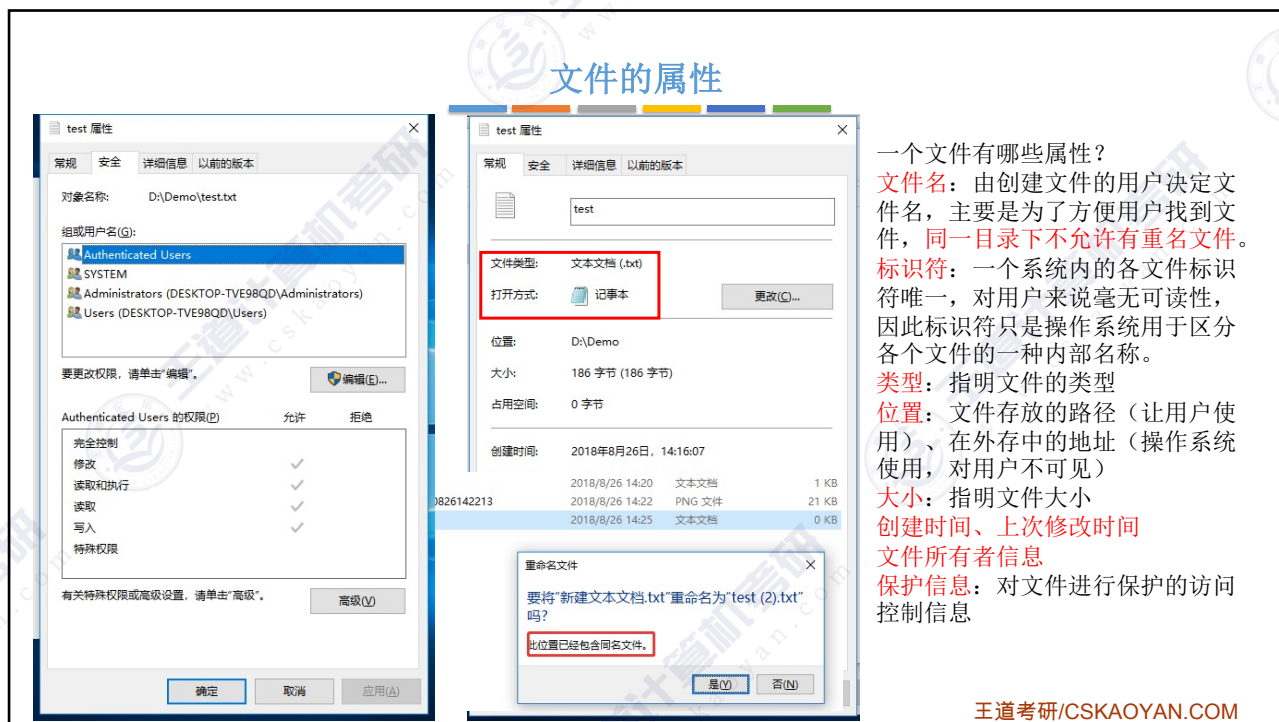 文件的属性
test 属性
常规 安全 详细信息 以前的版本
对象名称: D:\Demo\test.txt
组或用户名(G):
Authenticated Users
SYSTEM
Administrators (DESKTOP-TVE98QD\Administrators)
Users (DESKTOP-TVE98QD\Users)
要更改权限，请单击"编辑"。
编辑(E)...
Authenticated Users 的权限(P) 允许 拒绝
完全控制
修改
读取和执行
读取
写入
特殊权限
有关特殊权限或高级设置，请单击"高级"。
高级(V)
确定 取消 应用(A)
test 属性
常规 安全 详细信息 以前的版本
test
文件类型: 文本文档 (.txt)
打开方式: 记事本 更改(C)...
位置: D:\Demo
大小: 186 字节 (186 字节)
占用空间: 0 字节
创建时间: 2018年8月26日，14:16:07
2018/8/26 14:20 文本文档 1 KB
0826142213 2018/8/26 14:22 PNG 文件 21 KB
2018/8/26 14:25 文本文档 0 KB
重命名文件
要将"新建文本文档.txt"重命名为"test (2).txt"
吗?
此位置已经包含同名文件。
是(Y) 否(N)
一个文件有哪些属性？
文件名：由创建文件的用户决定文
件名，主要是为了方便用户找到文
件，同一目录下不允许有重名文件。
标识符：一个系统内的各文件标识
符唯一，对用户来说毫无可读性，
因此标识符只是操作系统用于区分
各个文件的一种内部名称。
类型：指明文件的类型
位置：文件存放的路径（让用户使
用）、在外存中的地址（操作系统
使用，对用户不可见）
大小：指明文件大小
创建时间、上次修改时间
文件所有者信息
保护信息：对文件进行保护的访问
控制信息
王道考研/CSKAOYAN.COM
王道计算机考研
www.cskaoyan.com